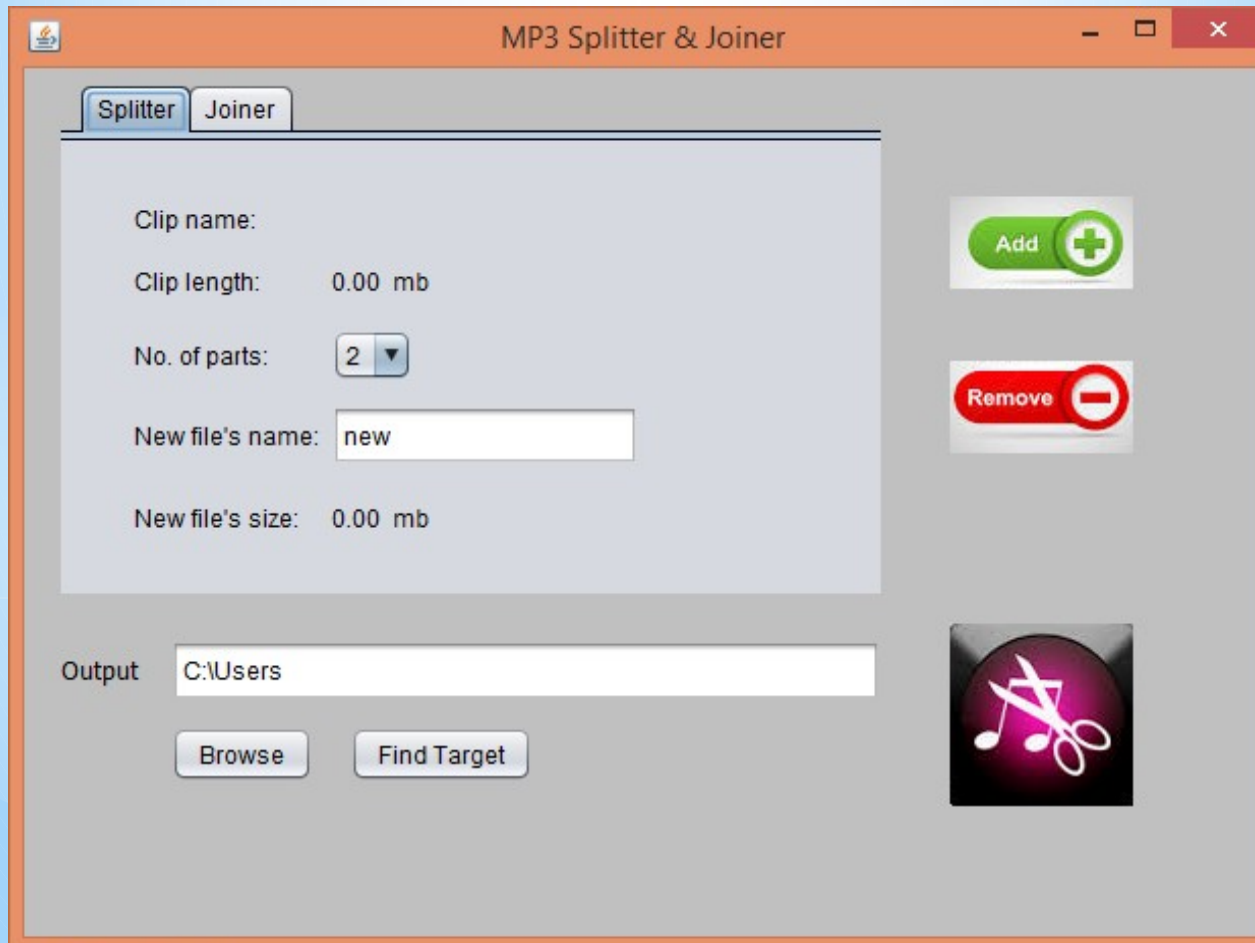 MP3 Splitter & Joiner
Splitter Joiner
Clip name:
Clip length: 0.00 mb
No. of parts: 2
New file's name: new
New file's size: 0.00 mb
Add
Remove
Output C:\Users
Browse Find Target